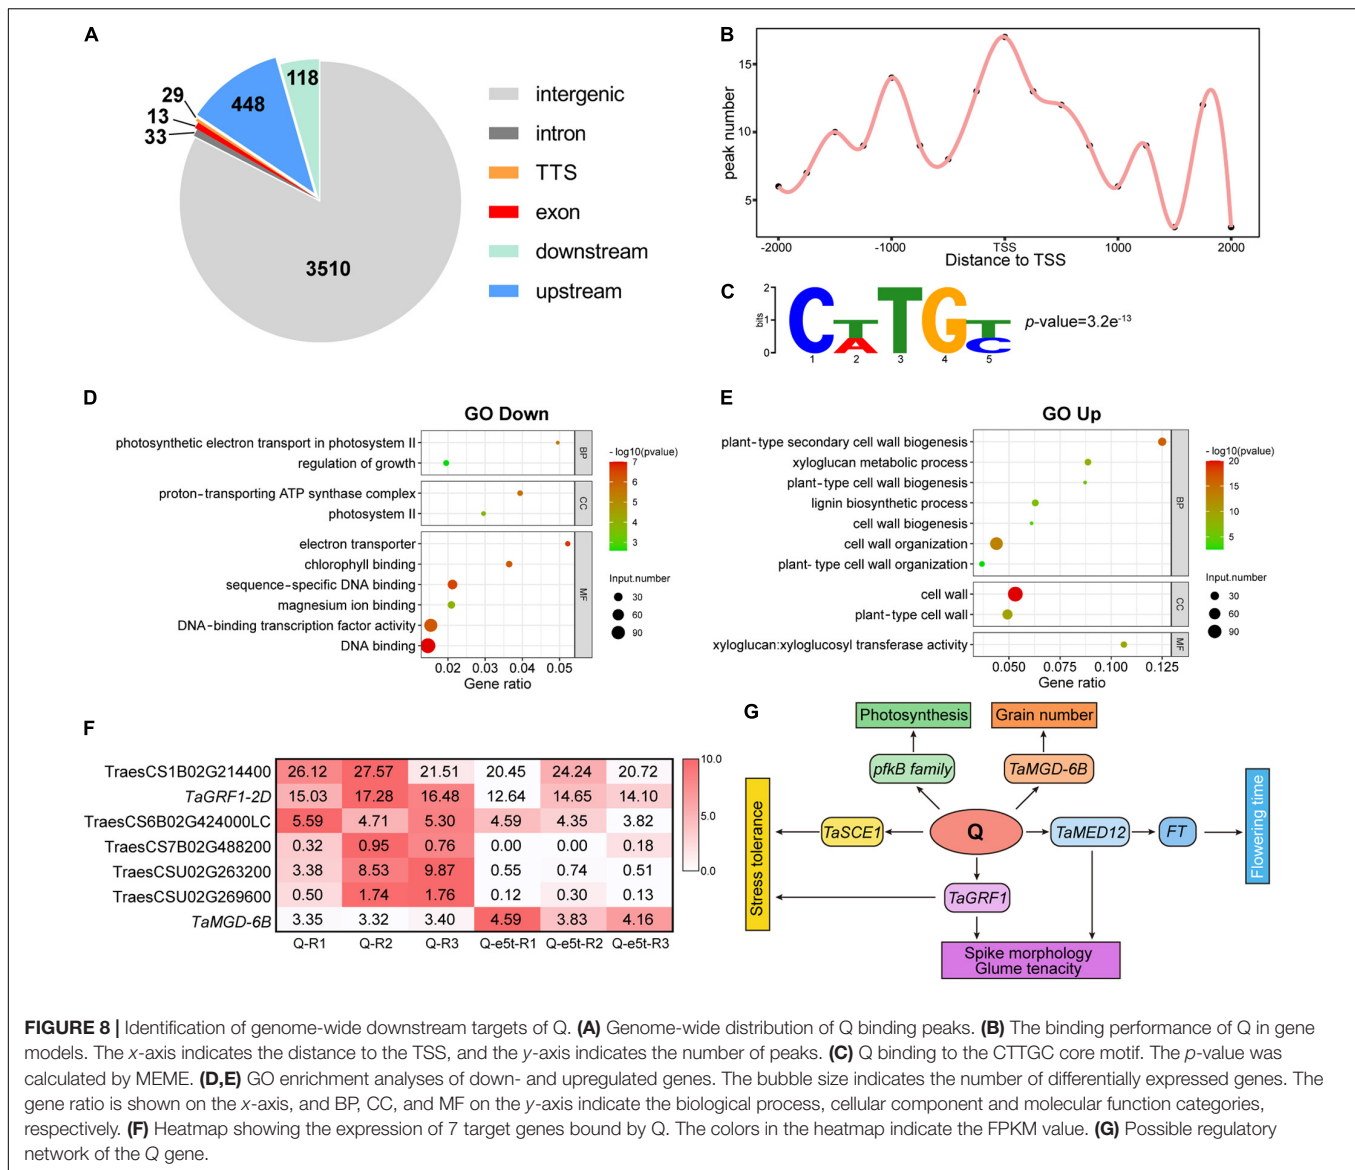 A
29
13
33
448
118
3510
intergenic
intron
TTS
exon
downstream
upstream
B
peak number
15
10
5
-2000
-1000
TSS
1000
2000
Distance to TSS
C
bits
2
1
0
CTTGT
A C
1 2 3 4 5
p-value=3.2e-13
D
GO Down
photosynthetic electron transport in photosystem II
regulation of growth
BP
proton-transporting ATP synthase complex
photosystem II
CC
electron transporter
chlorophyll binding
sequence-specific DNA binding
magnesium ion binding
DNA-binding transcription factor activity
DNA binding
MF
0.02 0.03 0.04 0.05
Gene ratio
- log10(pvalue)
7
6
5
4
3
Input.number
30
60
90
E
GO Up
plant-type secondary cell wall biogenesis
xyloglucan metabolic process
plant-type cell wall biogenesis
lignin biosynthetic process
cell wall biogenesis
cell wall organization
plant- type cell wall organization
BP
cell wall
plant-type cell wall
CC
xyloglucan:xyloglucosyl transferase activity
MF
0.050 0.075 0.100 0.125
Gene ratio
-log10(pvalue)
20
15
10
5
Input.number
30
60
90
F
TraesCS1B02G214400 26.12 27.57 21.51 20.45 24.24 20.72
TaGRF1-2D 15.03 17.28 16.48 12.64 14.65 14.10
TraesCS6B02G424000LC 5.59 4.71 5.30 4.59 4.35 3.82
TraesCS7B02G488200 0.32 0.95 0.76 0.00 0.00 0.18
TraesCSU02G263200 3.38 8.53 9.87 0.55 0.74 0.51
TraesCSU02G269600 0.50 1.74 1.76 0.12 0.30 0.13
TaMGD-6B 3.35 3.32 3.40 4.59 3.83 4.16
Q-R1 Q-R2 Q-R3 Q-e5t-R1 Q-e5t-R2 Q-e5t-R3
10.0
5.0
0.0
G
Photosynthesis
Grain number
pfkB family
TaMGD-6B
Stress tolerance
TaSCE1
Q
TaMED12
FT
Flowering time
TaGRF1
Spike morphology
Glume tenacity
FIGURE 8 | Identification of genome-wide downstream targets of Q. (A) Genome-wide distribution of Q binding peaks. (B) The binding performance of Q in gene
models. The x-axis indicates the distance to the TSS, and the y-axis indicates the number of peaks. (C) Q binding to the CTTGC core motif. The p-value was
calculated by MEME. (D,E) GO enrichment analyses of down- and upregulated genes. The bubble size indicates the number of differentially expressed genes. The
gene ratio is shown on the x-axis, and BP, CC, and MF on the y-axis indicate the biological process, cellular component and molecular function categories,
respectively. (F) Heatmap showing the expression of 7 target genes bound by Q. The colors in the heatmap indicate the FPKM value. (G) Possible regulatory
network of the Q gene.